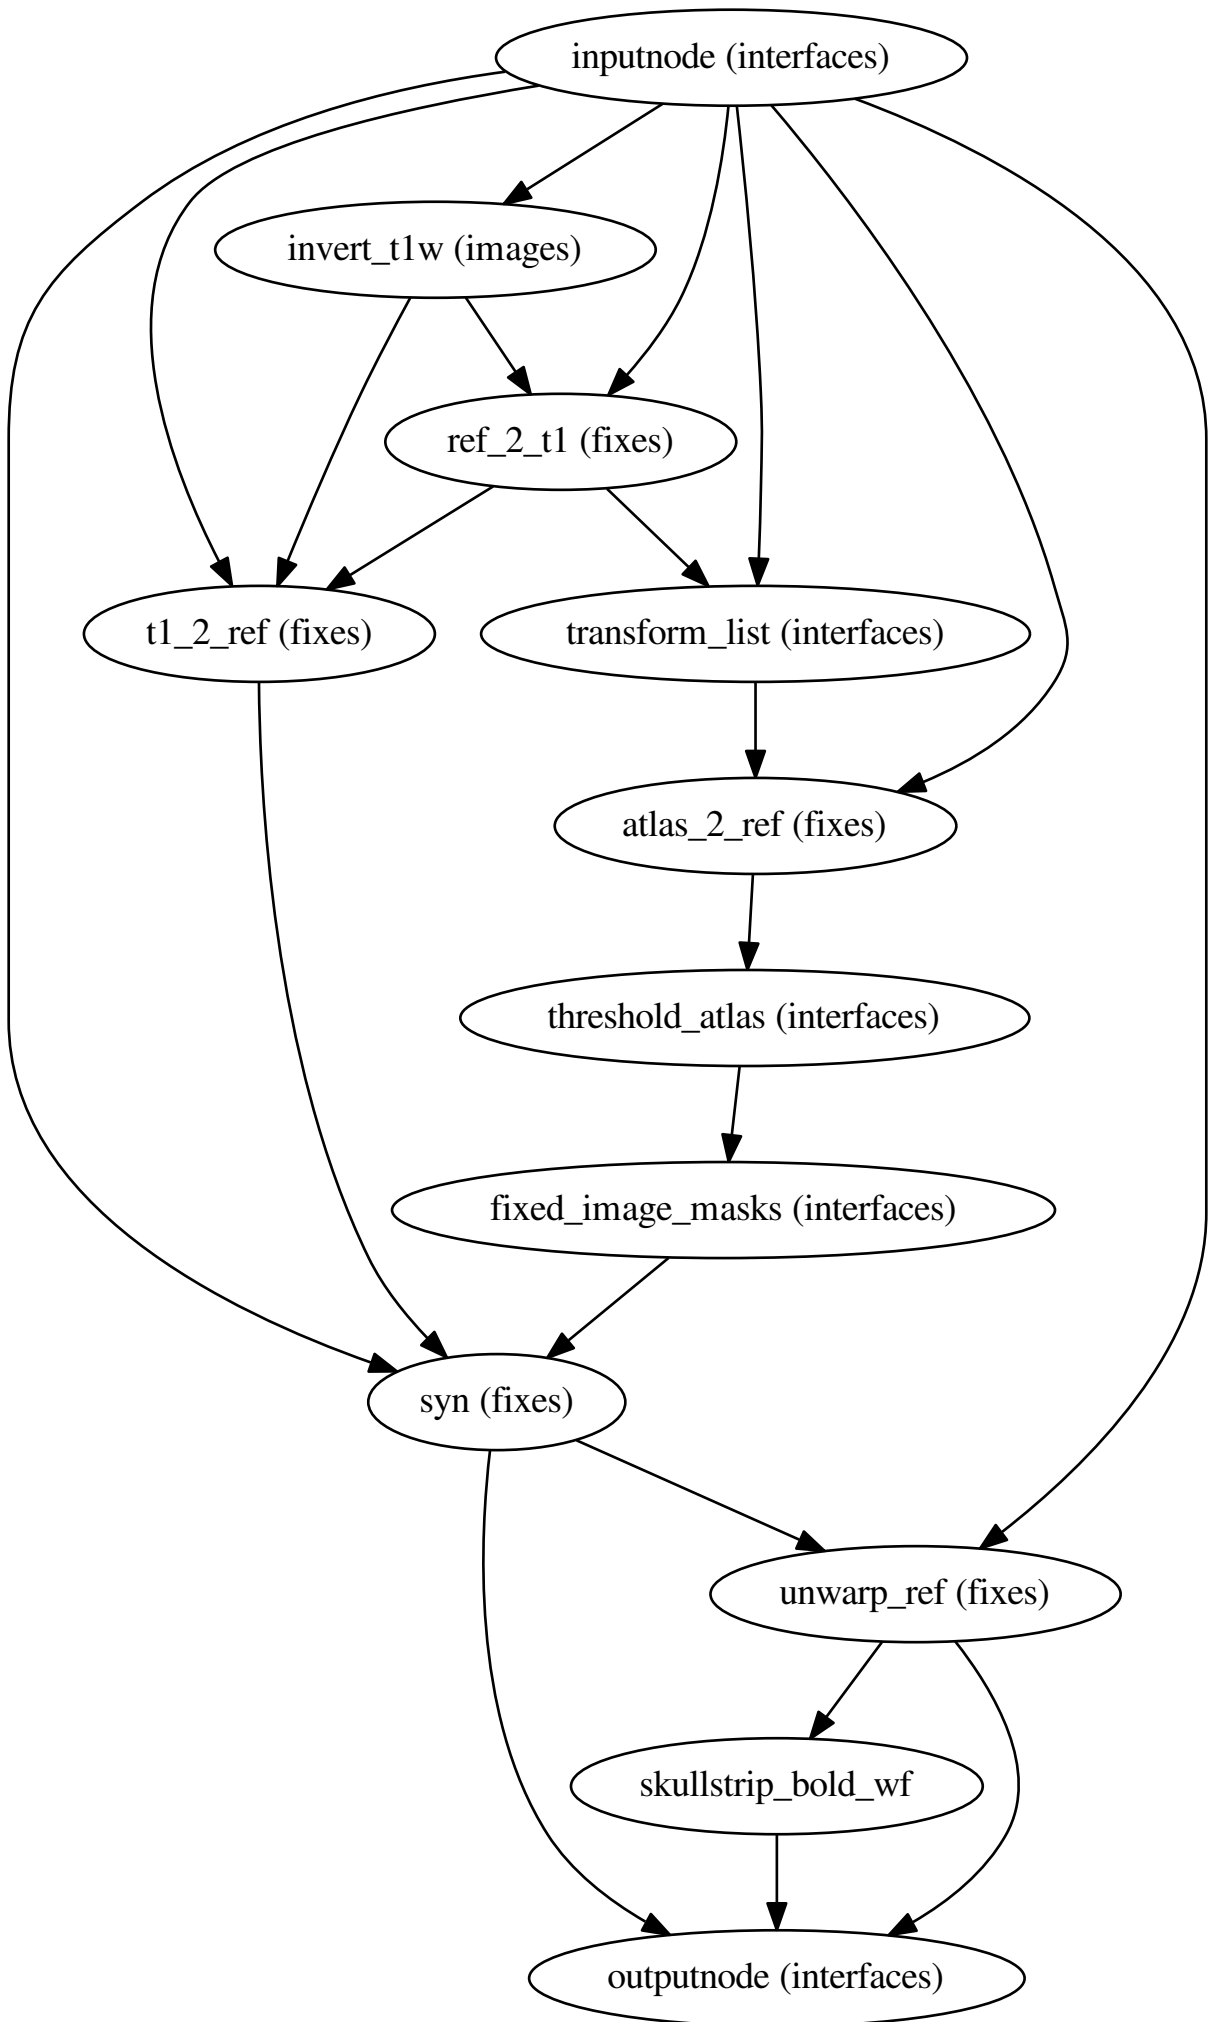 inputnode (interfaces)
invert_t1w (images)
ref_2_t1 (fixes)
t1_2_ref (fixes)
transform_list (interfaces)
atlas_2_ref (fixes)
threshold_atlas (interfaces)
fixed_image_masks (interfaces)
syn (fixes)
unwarp_ref (fixes)
skullstrip_bold_wf
outputnode (interfaces)